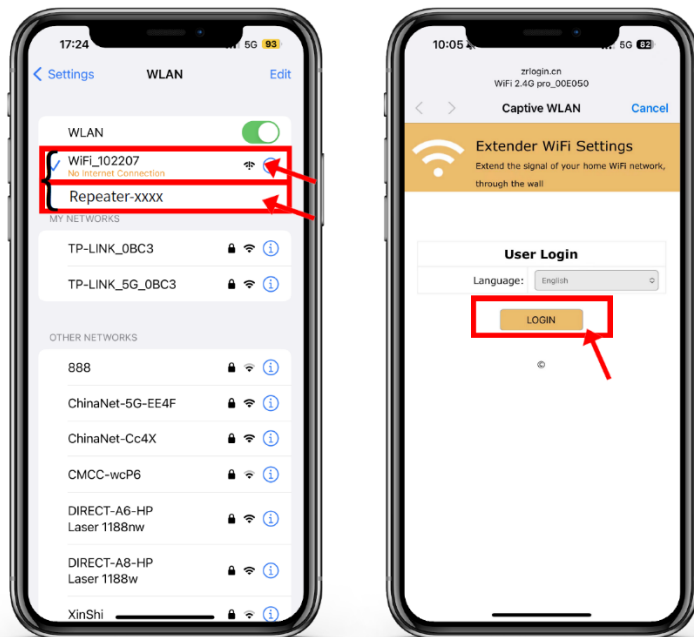 17:24
5G 93
Settings WLAN Edit
WLAN
WiFi_102207
No Internet Connection
Repeater-xxxx
MY NETWORKS
TP-LINK_0BC3
TP-LINK_5G_0BC3
OTHER NETWORKS
888
ChinaNet-5G-EE4F
ChinaNet-Cc4X
CMCC-wcP6
DIRECT-A6-HP
Laser 1188nw
DIRECT-A8-HP
Laser 1188w
XinShi
10:05
5G 82
zrlogin.cn
WiFi 2.4G pro_00E050
Captive WLAN Cancel
Extender WiFi Settings
Extend the signal of your home WiFi network,
through the wall
User Login
Language: English
LOGIN
©